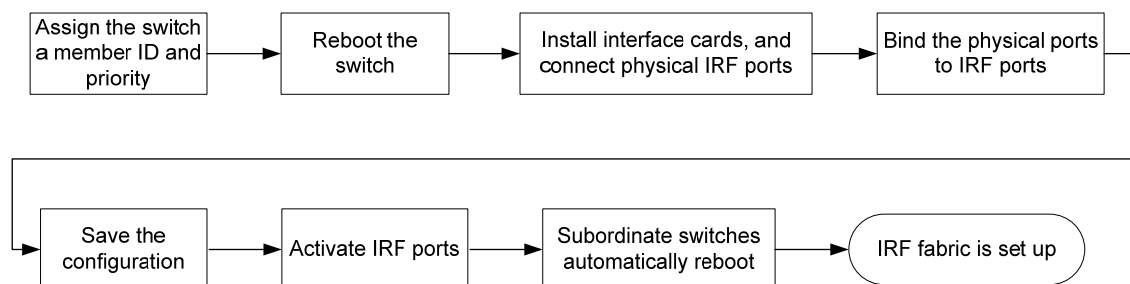 Assign the switch
a member ID and
priority
Reboot the
switch
Install interface cards, and
connect physical IRF ports
Bind the physical ports
to IRF ports
Save the
configuration
Activate IRF ports
Subordinate switches
automatically reboot
IRF fabric is set up